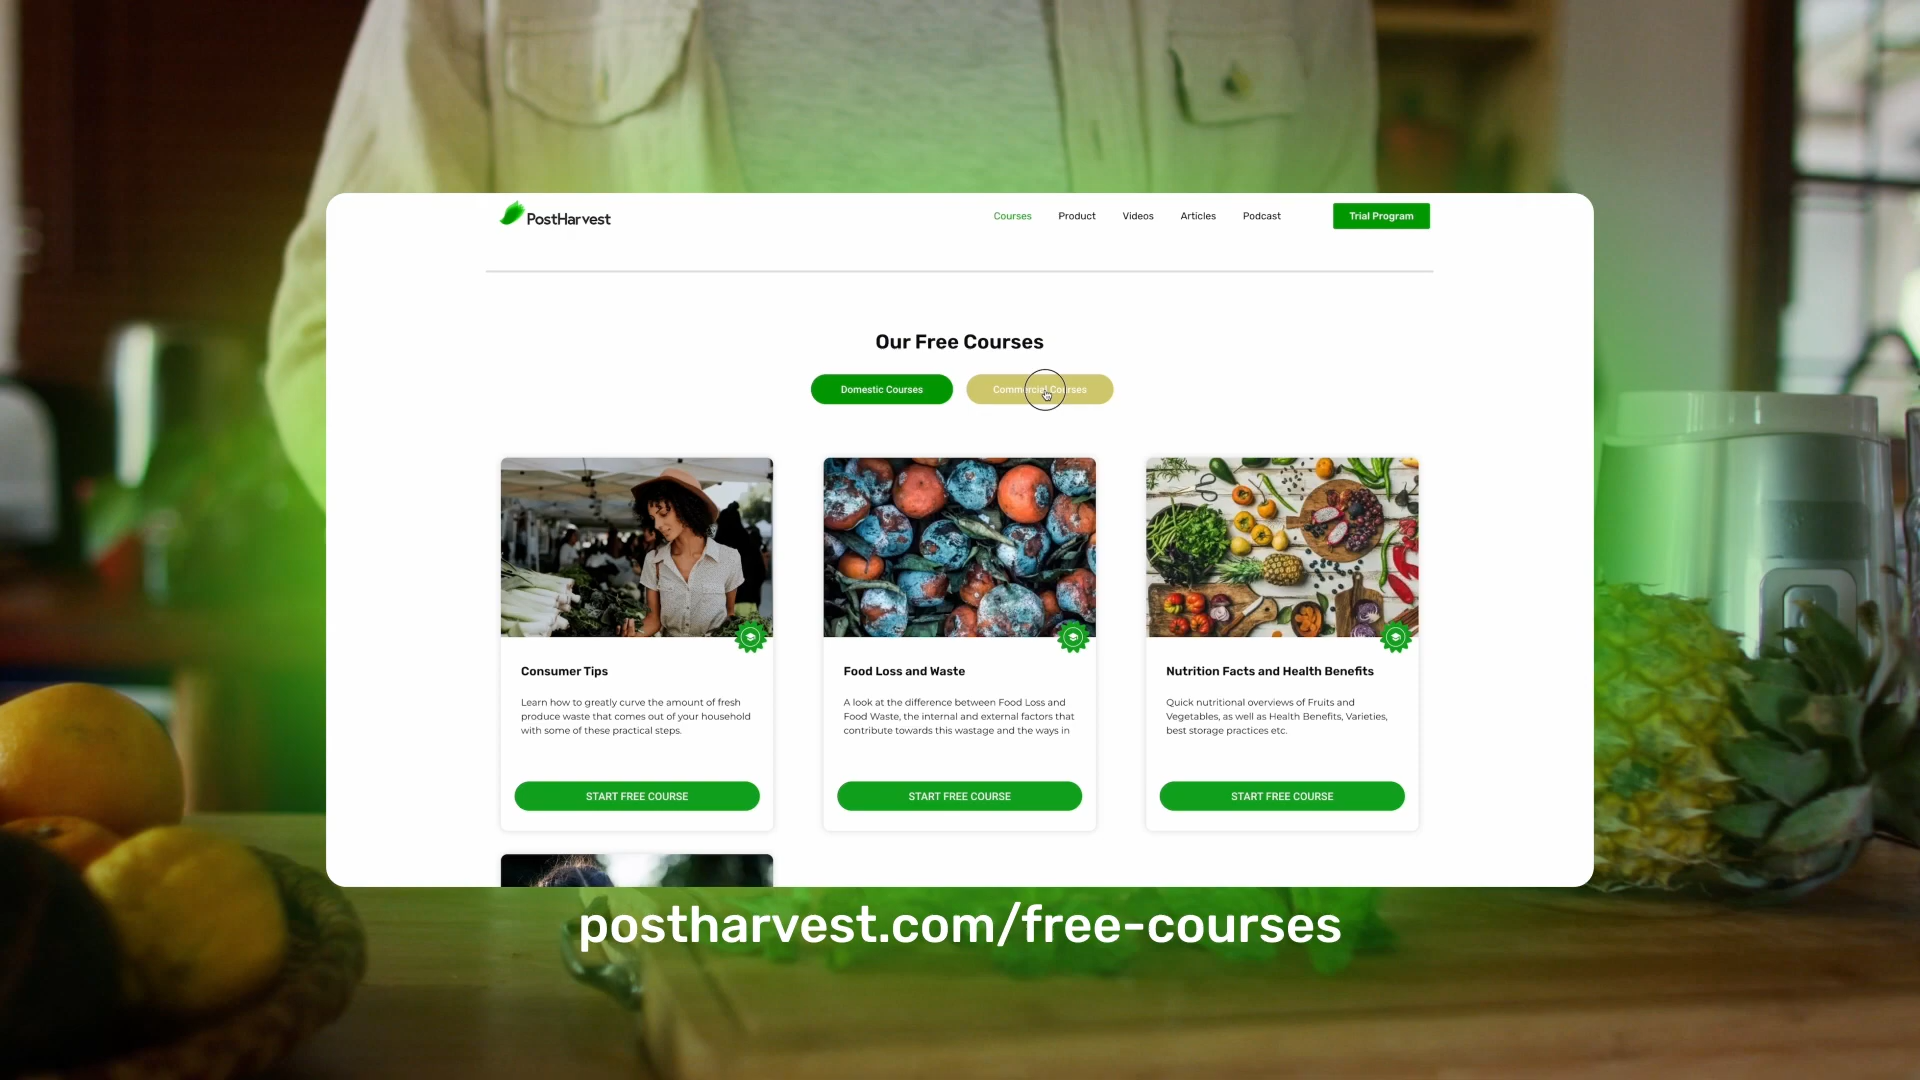 PostHarvest
Courses
Product
Videos
Articles
Podcast
Trial Program
Our Free Courses
Domestic Courses
Commercial Courses
Consumer Tips
Learn how to greatly curve the amount of fresh
produce waste that comes out of your household
with some of these practical steps.
START FREE COURSE
Food Loss and Waste
A look at the difference between Food Loss and
Food Waste, the internal and external factors that
contribute towards this wastage and the ways in
START FREE COURSE
Nutrition Facts and Health Benefits
Quick nutritional overviews of Fruits and
Vegetables, as well as Health Benefits, Varieties,
best storage practices etc.
START FREE COURSE
postharvest.com/free-courses